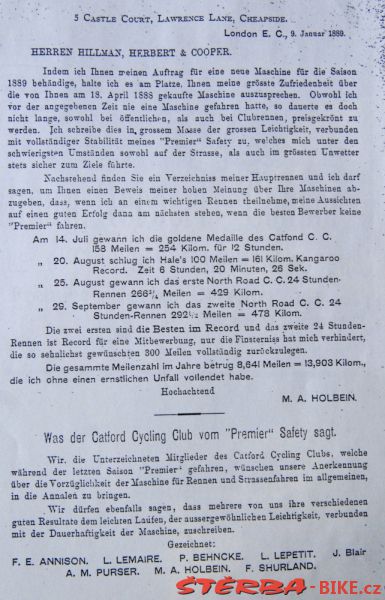 5 CASTLE COURT, LAWRENCE LANE, CHEAPSIDE.
London E. C., 9. Januar 1889.
HERREN HILLMAN, HERBERT & COOPER.
Indem ich Ihnen meinen Auftrag für eine neue Maschine für die Saison
1889 behändige, halte ich es am Platze, Ihnen meine grösste Zufriedenheit über
die von Ihnen am 18. April 1888 gekaufte Maschine auszusprechen. Obwohl ich
vor der angegebenen Zeit nie eine Maschine gefahren hatte, so dauerte es doch
nicht lange, sowohl bei öffentlichen, als auch bei Clubrennen, preisgekrönt zu
werden. Ich schreibe dies in grossem Masse der grossen Leichtigkeit, verbunden
mit vollständiger Stabilität meines "Premier" Safety zu, welches mich unter den
schwierigsten Umständen sowohl auf der Strasse, als auch im grössten Unwetter
stets sicher zum Ziele führte.
Nachstehend finden Sie ein Verzeichniss meiner Hauptrennen und ich darf
sagen, um Ihnen einen Beweis meiner hohen Meinung über Ihre Maschinen ab-
zugeben, dass, wenn ich an einem wichtigen Rennen theilnehme, meine Aussichten
auf einen guten Erfolg dann am nächsten stehen, wenn die besten Bewerber keine
"Premier" fahren.
Am 14. Juli gewann ich die goldene Medaille des Catfond C. C.
158 Meilen = 254 Kilom. für 12 Stunden.
„ 20. August schlug ich Hale's 100 Meilen = 161 Kilom. Kangaroo
Record. Zeit 6 Stunden, 20 Minuten, 26 Sek.
„ 25. August gewann ich das erste North Road C. C. 24 Stunden-
Rennen 266¾ Meilen = 429 Kilom.
„ 29. September gewann ich das zweite North Road C. C. 24
Stunden-Rennen 292½ Meilen = 478 Kilom.
Die zwei ersten sind die Besten im Record und das zweite 24 Stunden-
Rennen ist Record für eine Mitbewerbung, nur die Finsterniss hat mich verhindert,
die so sehnlichst gewünschten 300 Meilen vollständig zurückzulegen.
Die gesammte Meilenzahl im Jahre betrug 8,641 Meilen = 13,903 Kilom.,
die ich ohne einen ernstlichen Unfall vollendet habe.
Hochachtend
M. A. HOLBEIN.
Was der Catford Cycling Club vom "Premier" Safety sagt.
Wir, die Unterzeichneten Mitglieder des Catford Cycling Clubs, welche
während der letzten Saison "Premier" gefahren, wünschen unsere Anerkennung
über die Vorzüglichkeit der Maschine für Rennen und Strassenfahren im allgemeinen,
in die Annalen zu bringen.
Wir dürfen ebenfalls sagen, dass mehrere von uns ihre verschiedenen
guten Resultate dem leichten Laufen, der aussergewöhnlichen Leichtigkeit, verbunden
mit der Dauerhaftigkeit der Maschine, zuschreiben.
Gezeichnet:
F. E. ANNISON. L. LEMAIRE. P. BEHNCKE. L. LEPETIT. J. Blair
A. M. PURSER. M. A. HOLBEIN. F. SHURLAND.
ŠTĚRBA-BIKE.cz